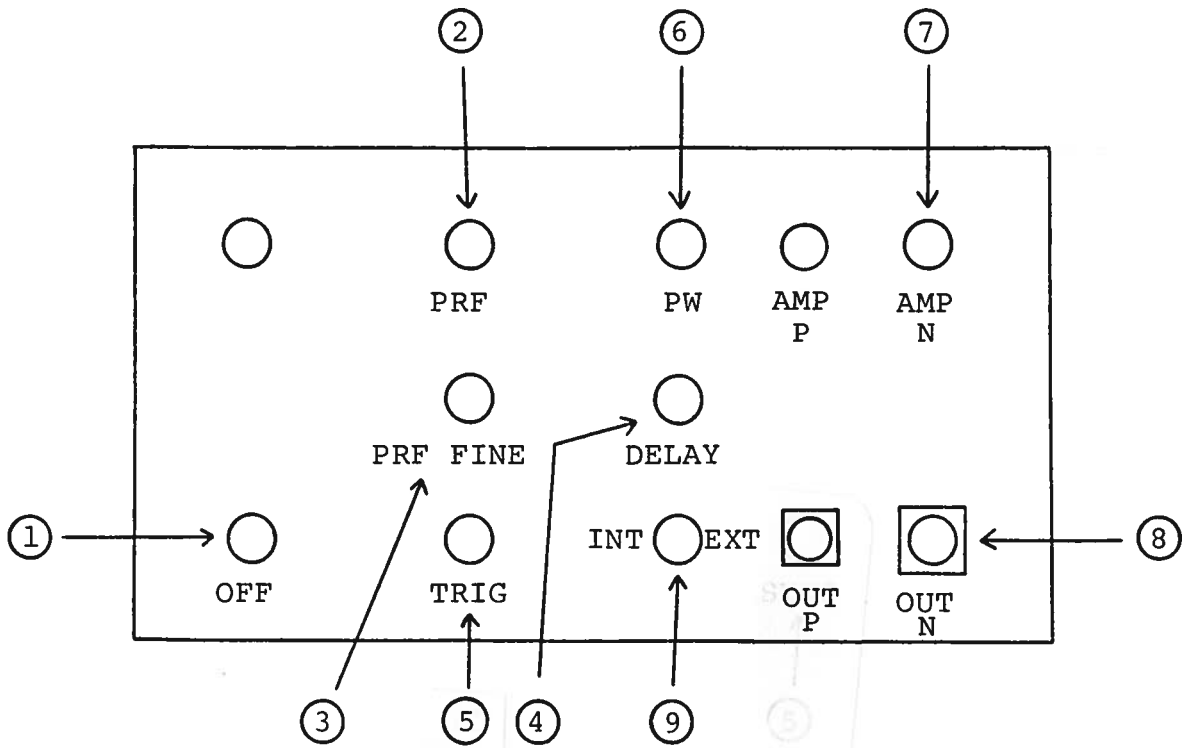 2 6 7
PRF PW AMP P AMP N
PRF FINE DELAY
1 INT EXT 8
OFF TRIG OUT P OUT N
3 5 4 9